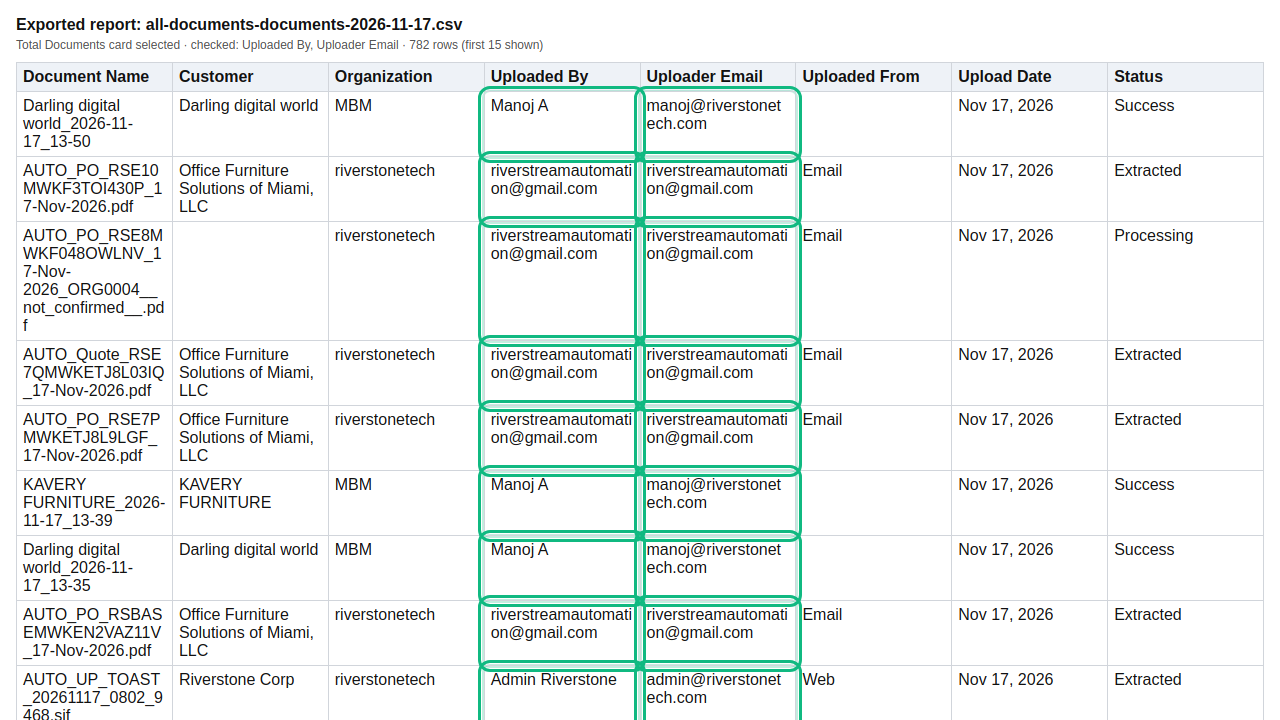 Exported report: all-documents-documents-2026-11-17.csv
Total Documents card selected · checked: Uploaded By, Uploader Email · 782 rows (first 15 shown)
Document Name Customer Organization Uploaded By Uploader Email Uploaded From Upload Date Status
Darling digital Darling digital world MBM Manoj A manoj@riverstonet Nov 17, 2026 Success
world_2026-11- ech.com
17_13-50
AUTO_PO_RSE10 Office Furniture riverstonetech riverstreamautomati riverstreamautomati Email Nov 17, 2026 Extracted
MWKF3TOI430P_1 Solutions of Miami, on@gmail.com on@gmail.com
7-Nov-2026.pdf LLC
AUTO_PO_RSE8M riverstonetech riverstreamautomati riverstreamautomati Email Nov 17, 2026 Processing
WKF048OWLNV_1 on@gmail.com on@gmail.com
7-Nov-
2026_ORG0004__
not_confirmed__.pd
f
AUTO_Quote_RSE Office Furniture riverstonetech riverstreamautomati riverstreamautomati Email Nov 17, 2026 Extracted
7QMWKETJ8L03IQ Solutions of Miami, on@gmail.com on@gmail.com
_17-Nov-2026.pdf LLC
AUTO_PO_RSE7P Office Furniture riverstonetech riverstreamautomati riverstreamautomati Email Nov 17, 2026 Extracted
MWKETJ8L9LGF_ Solutions of Miami, on@gmail.com on@gmail.com
17-Nov-2026.pdf LLC
KAVERY KAVERY MBM Manoj A manoj@riverstonet Nov 17, 2026 Success
FURNITURE_2026- FURNITURE ech.com
11-17_13-39
Darling digital Darling digital world MBM Manoj A manoj@riverstonet Nov 17, 2026 Success
world_2026-11- ech.com
17_13-35
AUTO_PO_RSBAS Office Furniture riverstonetech riverstreamautomati riverstreamautomati Email Nov 17, 2026 Extracted
EMWKEN2VAZ11V Solutions of Miami, on@gmail.com on@gmail.com
_17-Nov-2026.pdf LLC
AUTO_UP_TOAST Riverstone Corp riverstonetech Admin Riverstone admin@riverstonet Web Nov 17, 2026 Extracted
_20261117_0802_9 ech.com
468.sif